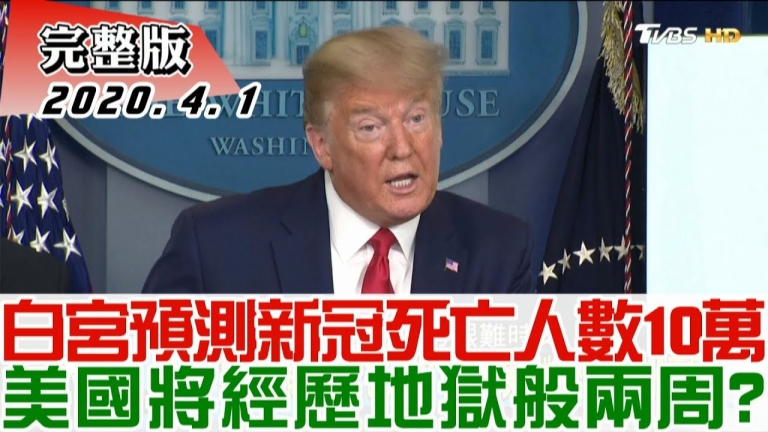 完整版
2020.4.1
TVBS HD
WHITE HOUSE
WASHINGTON
白宮預測新冠死亡人數10萬
美國將經歷地獄般兩周?